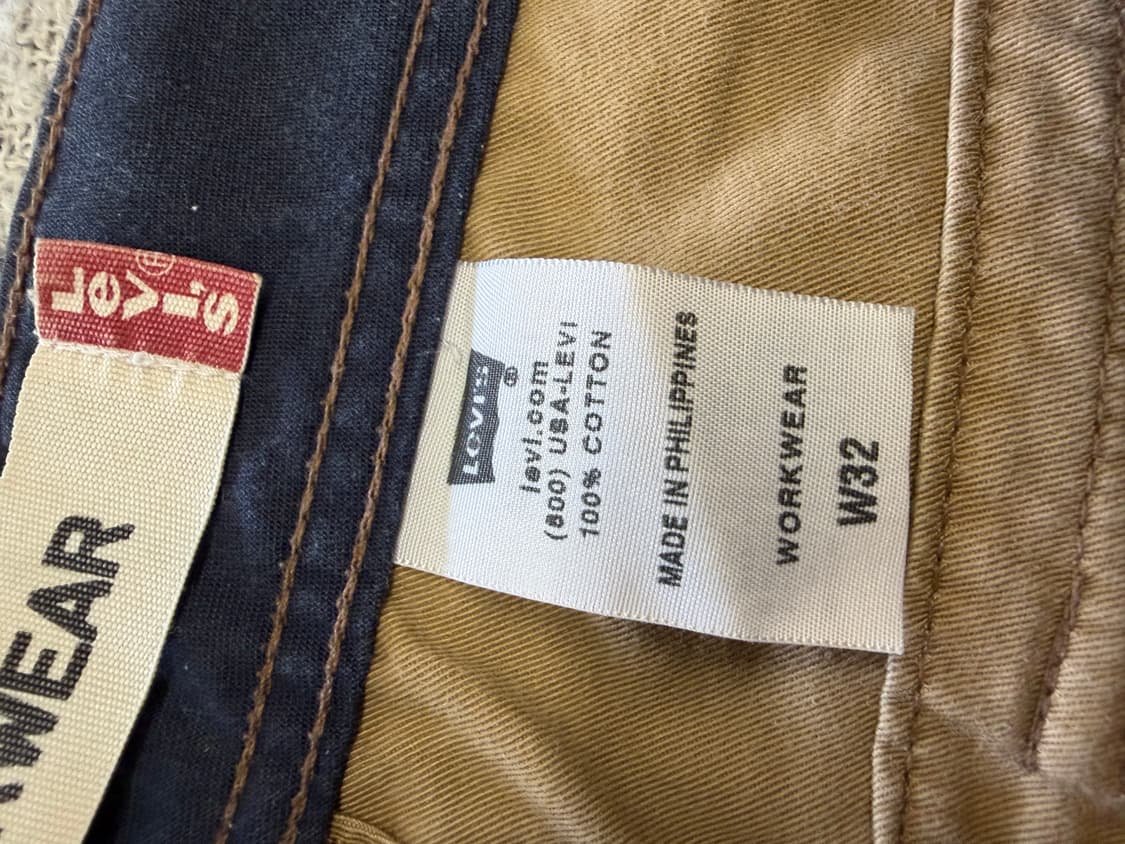 Levi's®
WEAR
LEVI'S®
levi.com
(800) USA-LEVI
100% COTTON
MADE IN PHILIPPINES
WORKWEAR
W32